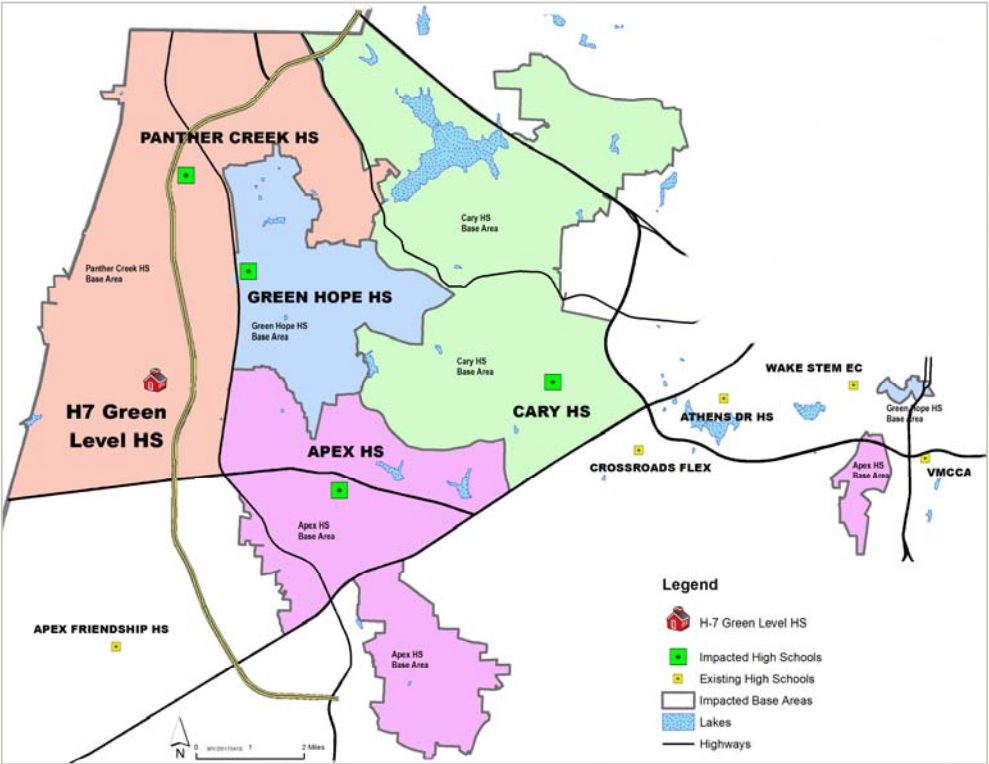 PANTHER CREEK HS
Cary HS
Base Area
Panther Creek HS
Base Area
GREEN HOPE HS
Green Hope HS
Base Area
Cary HS
Base Area
WAKE STEM EC
CARY HS
H7 Green
Level HS
ATHENS DR HS
Green Hope HS
Base Area
APEX HS
CROSSROADS FLEX
Apex HS
Base Area
VMCCA
Apex HS
Base Area
Legend
H-7 Green Level HS
APEX FRIENDSHIP HS
Impacted High Schools
Apex HS
Base Area
Existing High Schools
Impacted Base Areas
Lakes
Highways
N
0 1 2 Miles